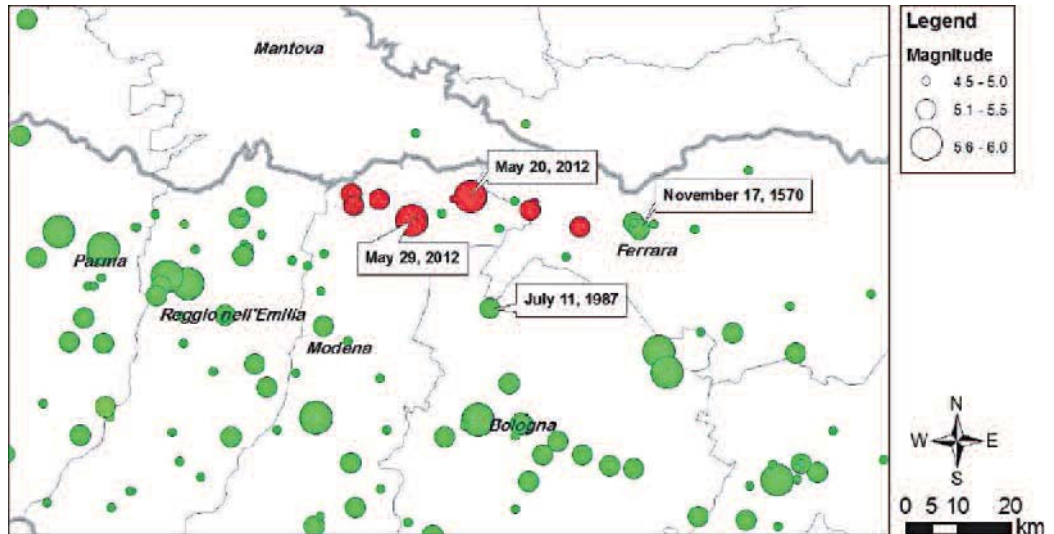 Mantova
May 20, 2012
November 17, 1570
May 29, 2012
Ferrara
Parma
July 11, 1987
Reggio nell'Emilia
Modena
Bologna
Legend
Magnitude
4.5 - 5.0
5.1 - 5.5
5.6 - 6.0
N
W E
S
0 5 10 20
km